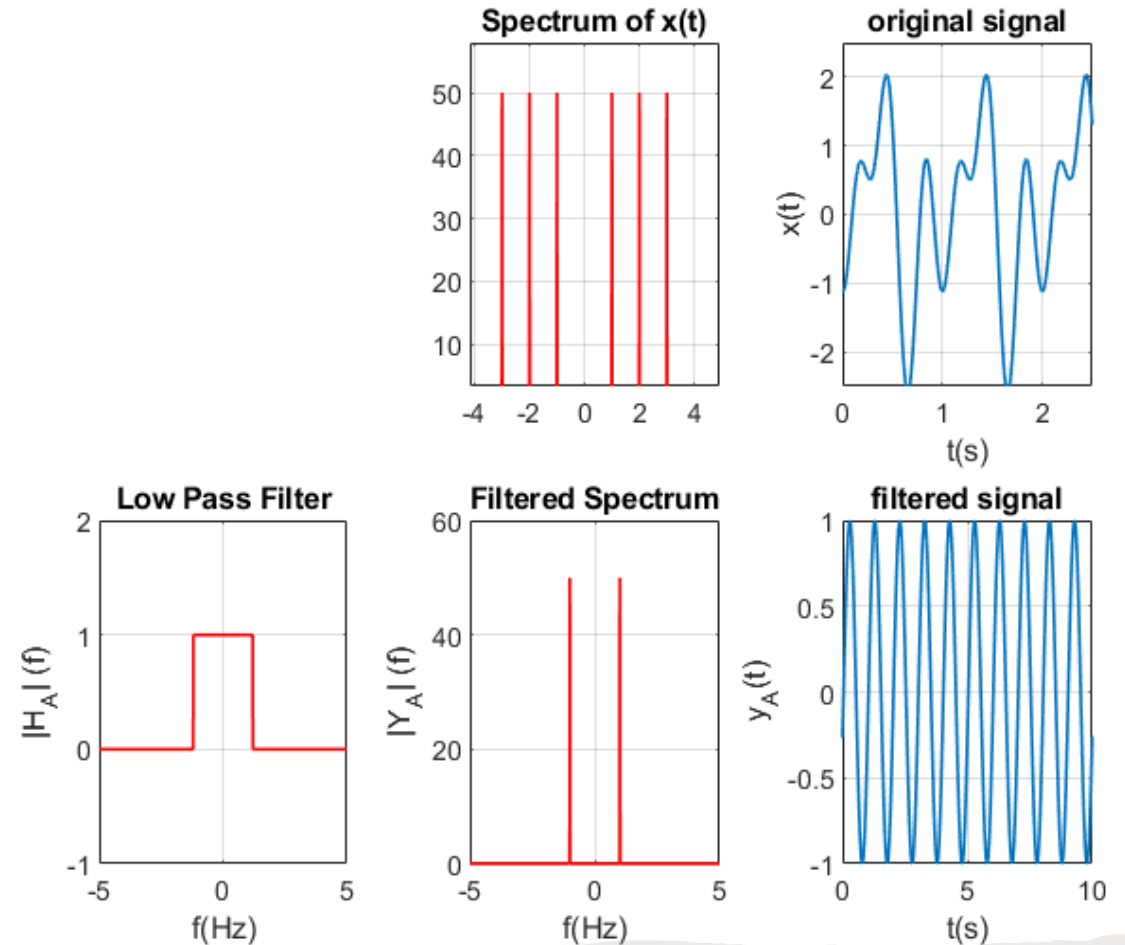 Spectrum of x(t)
50
40
30
20
10
-4 -2 0 2 4
original signal
x(t)
2
1
0
-1
-2
0 1 2
t(s)
Low Pass Filter
|H_A| (f)
2
1
0
-1
-5 0 5
f(Hz)
Filtered Spectrum
|Y_A| (f)
60
40
20
0
-5 0 5
f(Hz)
filtered signal
y_A(t)
1
0.5
0
-0.5
-1
0 5 10
t(s)